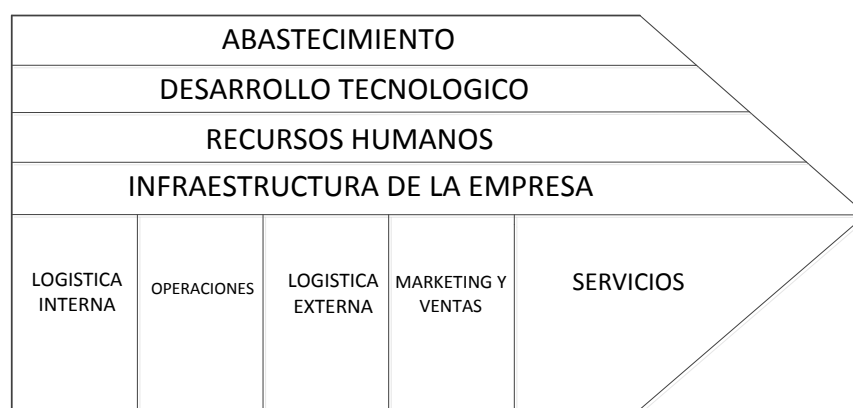 ABASTECIMIENTO
DESARROLLO TECNOLOGICO
RECURSOS HUMANOS
INFRAESTRUCTURA DE LA EMPRESA
LOGISTICA
INTERNA
OPERACIONES
LOGISTICA
EXTERNA
MARKETING Y
VENTAS
SERVICIOS